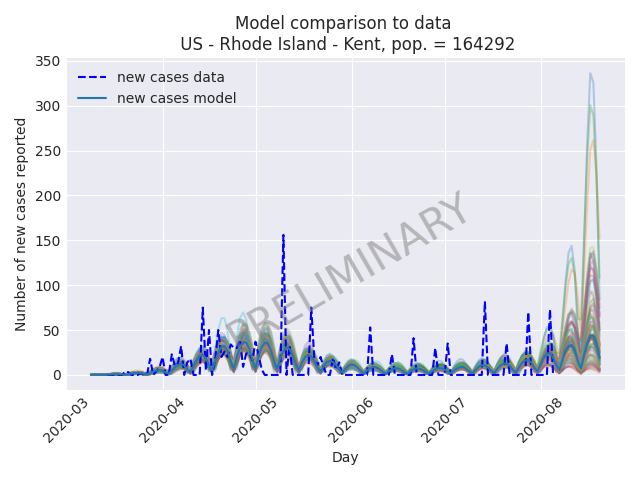 Model comparison to data
US - Rhode Island - Kent, pop. = 164292
new cases data
new cases model
PRELIMINARY
Number of new cases reported
350
300
250
200
150
100
50
0
2020-03
2020-04
2020-05
2020-06
2020-07
2020-08
Day